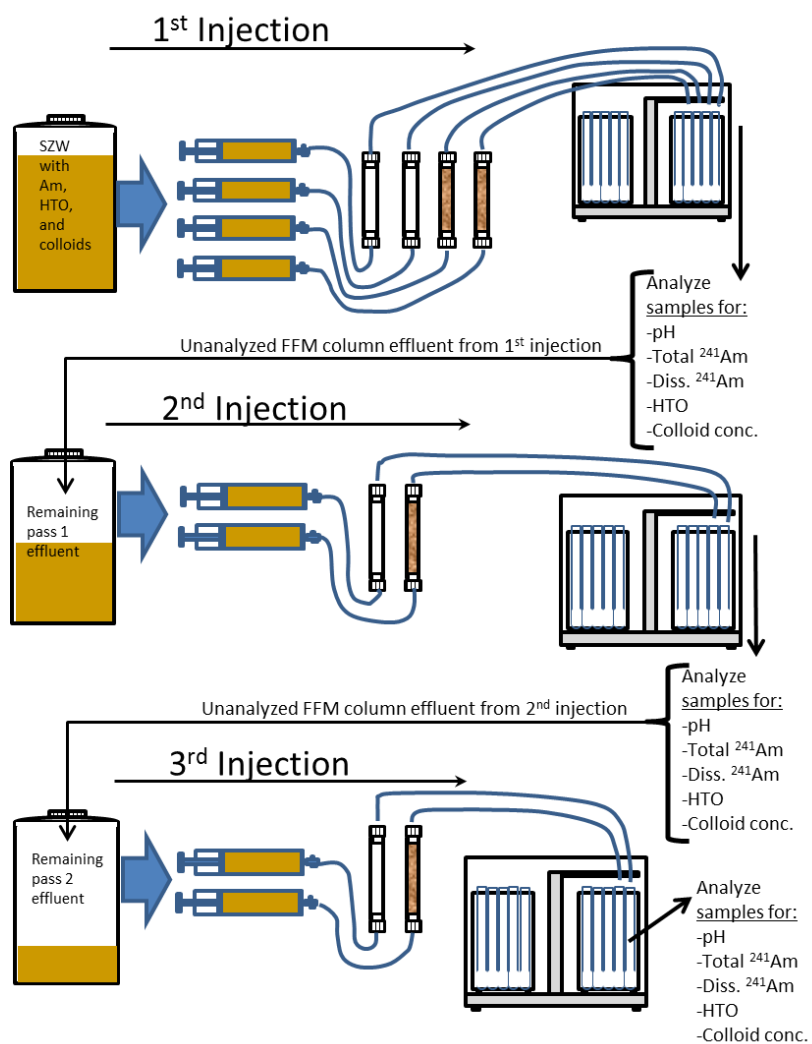 1st Injection
SZW
with
Am,
HTO,
and
colloids
Analyze
samples for:
-pH
-Total 241Am
-Diss. 241Am
-HTO
-Colloid conc.
Unanalyzed FFM column effluent from 1st injection
2nd Injection
Remaining
pass 1
effluent
Analyze
samples for:
-pH
-Total 241Am
-Diss. 241Am
-HTO
-Colloid conc.
Unanalyzed FFM column effluent from 2nd injection
3rd Injection
Remaining
pass 2
effluent
Analyze
samples for:
-pH
-Total 241Am
-Diss. 241Am
-HTO
-Colloid conc.